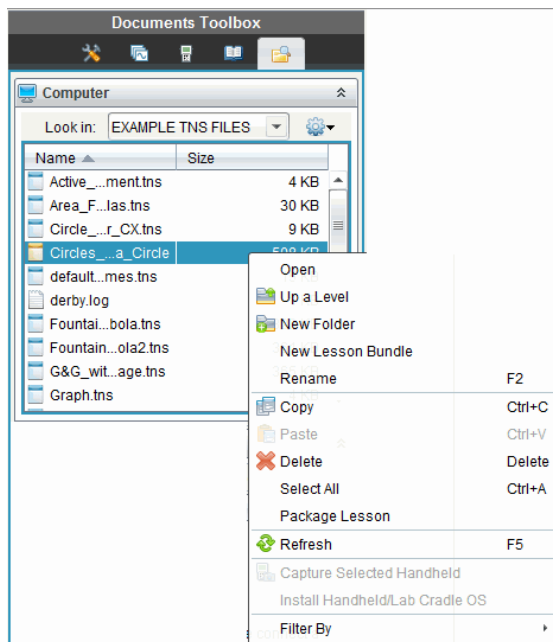 Documents Toolbox
Computer
Look in: EXAMPLE TNS FILES
Name Size
Active_...ment.tns 4 KB
Area_F...las.tns 30 KB
Circle_...r_CX.tns 9 KB
Circles_...a_Circle
default...mes.tns
derby.log
Fountai...bola.tns
Fountain...ola2.tns
G&G_wit...age.tns
Graph.tns
Open
Up a Level
New Folder
New Lesson Bundle
Rename F2
Copy Ctrl+C
Paste Ctrl+V
Delete Delete
Select All Ctrl+A
Package Lesson
Refresh F5
Capture Selected Handheld
Install Handheld/Lab Cradle OS
Filter By